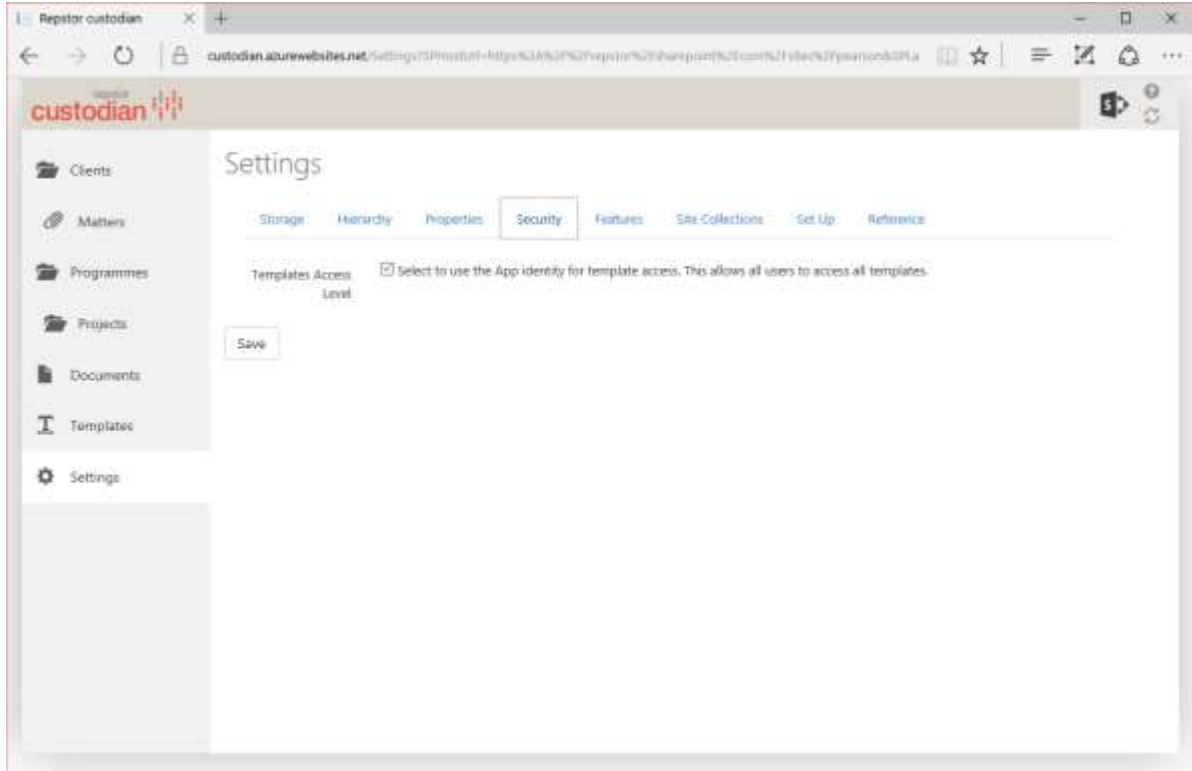 Repstor custodian
custodian.azurewebsites.net
repstor
custodian
Clients
Matters
Programmes
Projects
Documents
Templates
Settings
Settings
Storage Hierarchy Properties Security Features Site Collections Set Up Reference
Templates Access
Level
Select to use the App identity for template access. This allows all users to access all templates.
Save